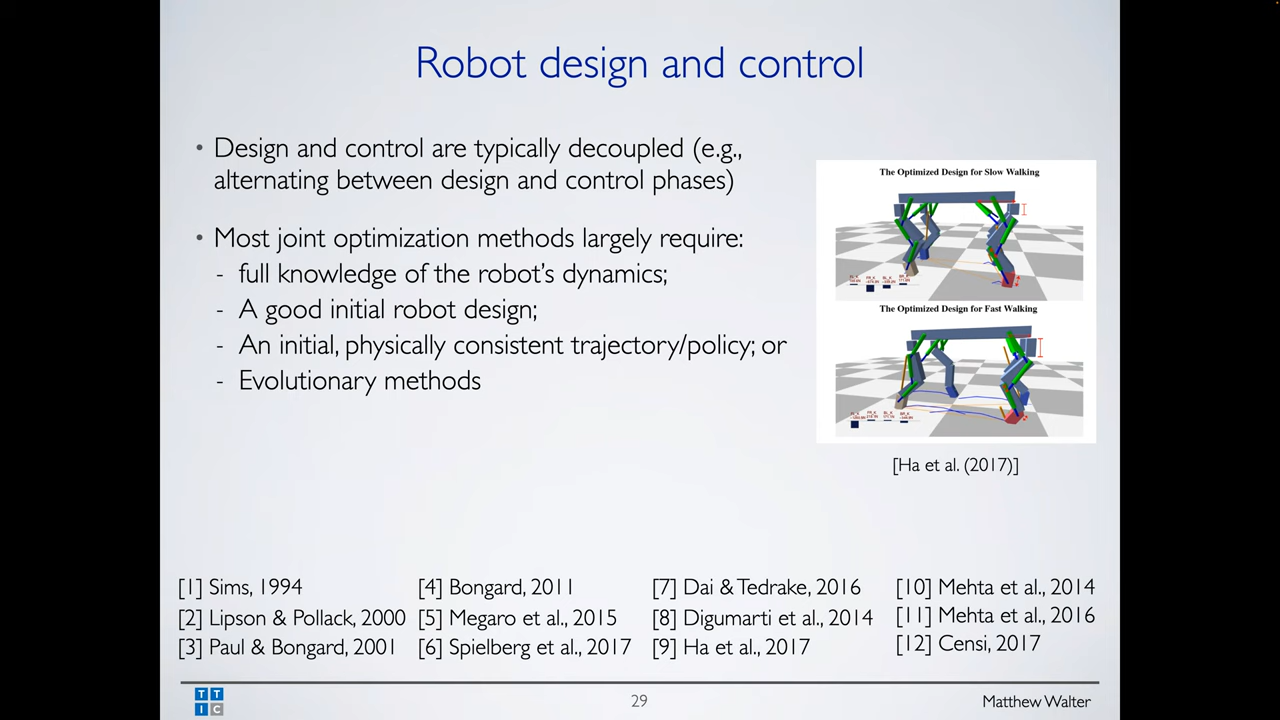 Robot design and control
• Design and control are typically decoupled (e.g.,
alternating between design and control phases)
• Most joint optimization methods largely require:
- full knowledge of the robot's dynamics;
- A good initial robot design;
- An initial, physically consistent trajectory/policy; or
- Evolutionary methods
The Optimized Design for Slow Walking
The Optimized Design for Fast Walking
[Ha et al. (2017)]
[1] Sims, 1994
[2] Lipson & Pollack, 2000
[3] Paul & Bongard, 2001
[4] Bongard, 2011
[5] Megaro et al., 2015
[6] Spielberg et al., 2017
[7] Dai & Tedrake, 2016
[8] Digumarti et al., 2014
[9] Ha et al., 2017
[10] Mehta et al., 2014
[11] Mehta et al., 2016
[12] Censi, 2017
TTIC
29
Matthew Walter